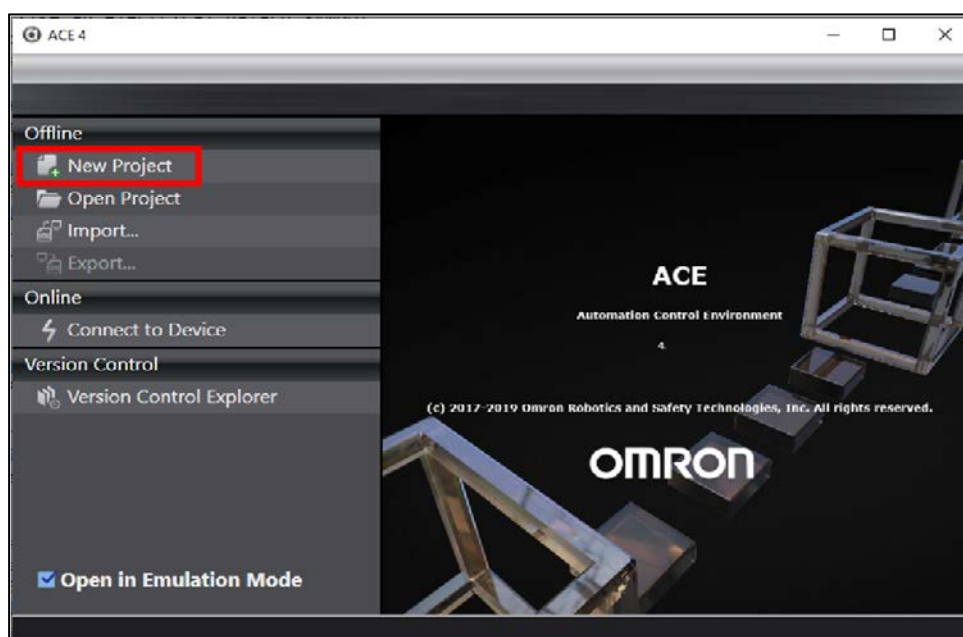 ACE 4
Offline
New Project
Open Project
Import...
Export...
Online
Connect to Device
Version Control
Version Control Explorer
Open in Emulation Mode
ACE
Automation Control Environment
4.
(c) 2017-2019 Omron Robotics and Safety Technologies, Inc. All rights reserved.
OMRON